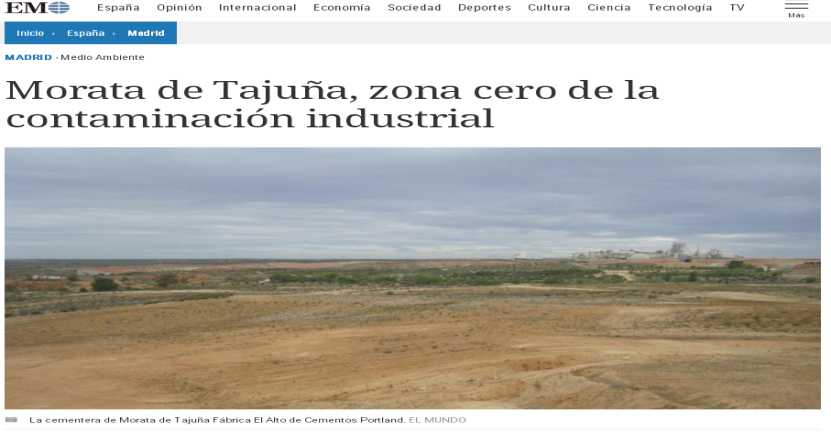 EM
España Opinión Internacional Economía Sociedad Deportes Cultura Ciencia Tecnología TV
Más
Inicio › España › Madrid
MADRID - Medio Ambiente
Morata de Tajuña, zona cero de la
contaminación industrial
La cementera de Morata de Tajuña Fábrica El Alto de Cementos Portland. EL MUNDO